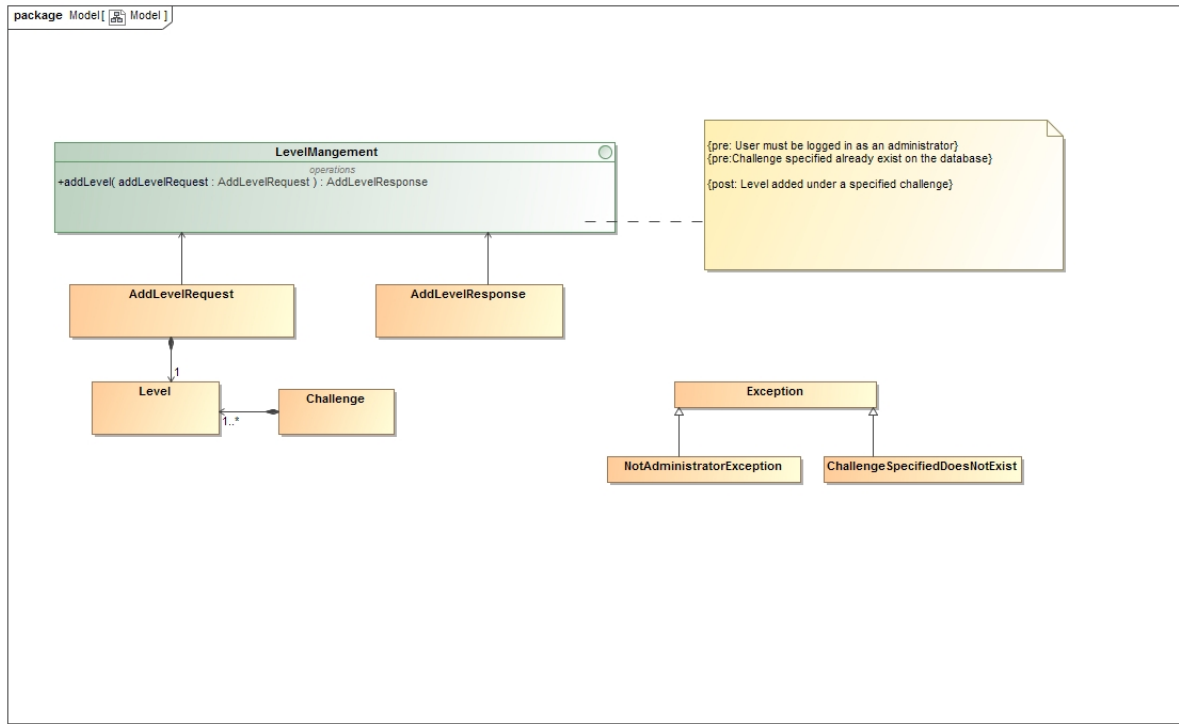 package Model[ Model ]
LevelMangement
operations
+addLevel( addLevelRequest : AddLevelRequest ) : AddLevelResponse
{pre: User must be logged in as an administrator}
{pre:Challenge specified already exist on the database}
{post: Level added under a specified challenge}
AddLevelRequest
AddLevelResponse
1
Level
Challenge
1..*
Exception
NotAdministratorException
ChallengeSpecifiedDoesNotExist